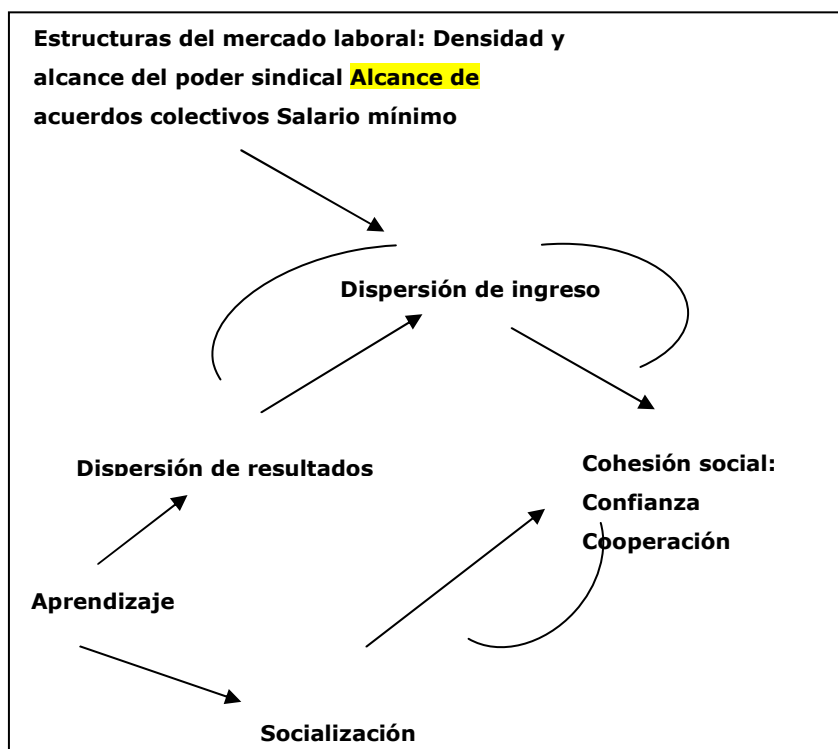 Estructuras del mercado laboral: Densidad y
alcance del poder sindical Alcance de
acuerdos colectivos Salario mínimo
Dispersión de ingreso
Dispersión de resultados
Cohesión social:
Confianza
Cooperación
Aprendizaje
Socialización